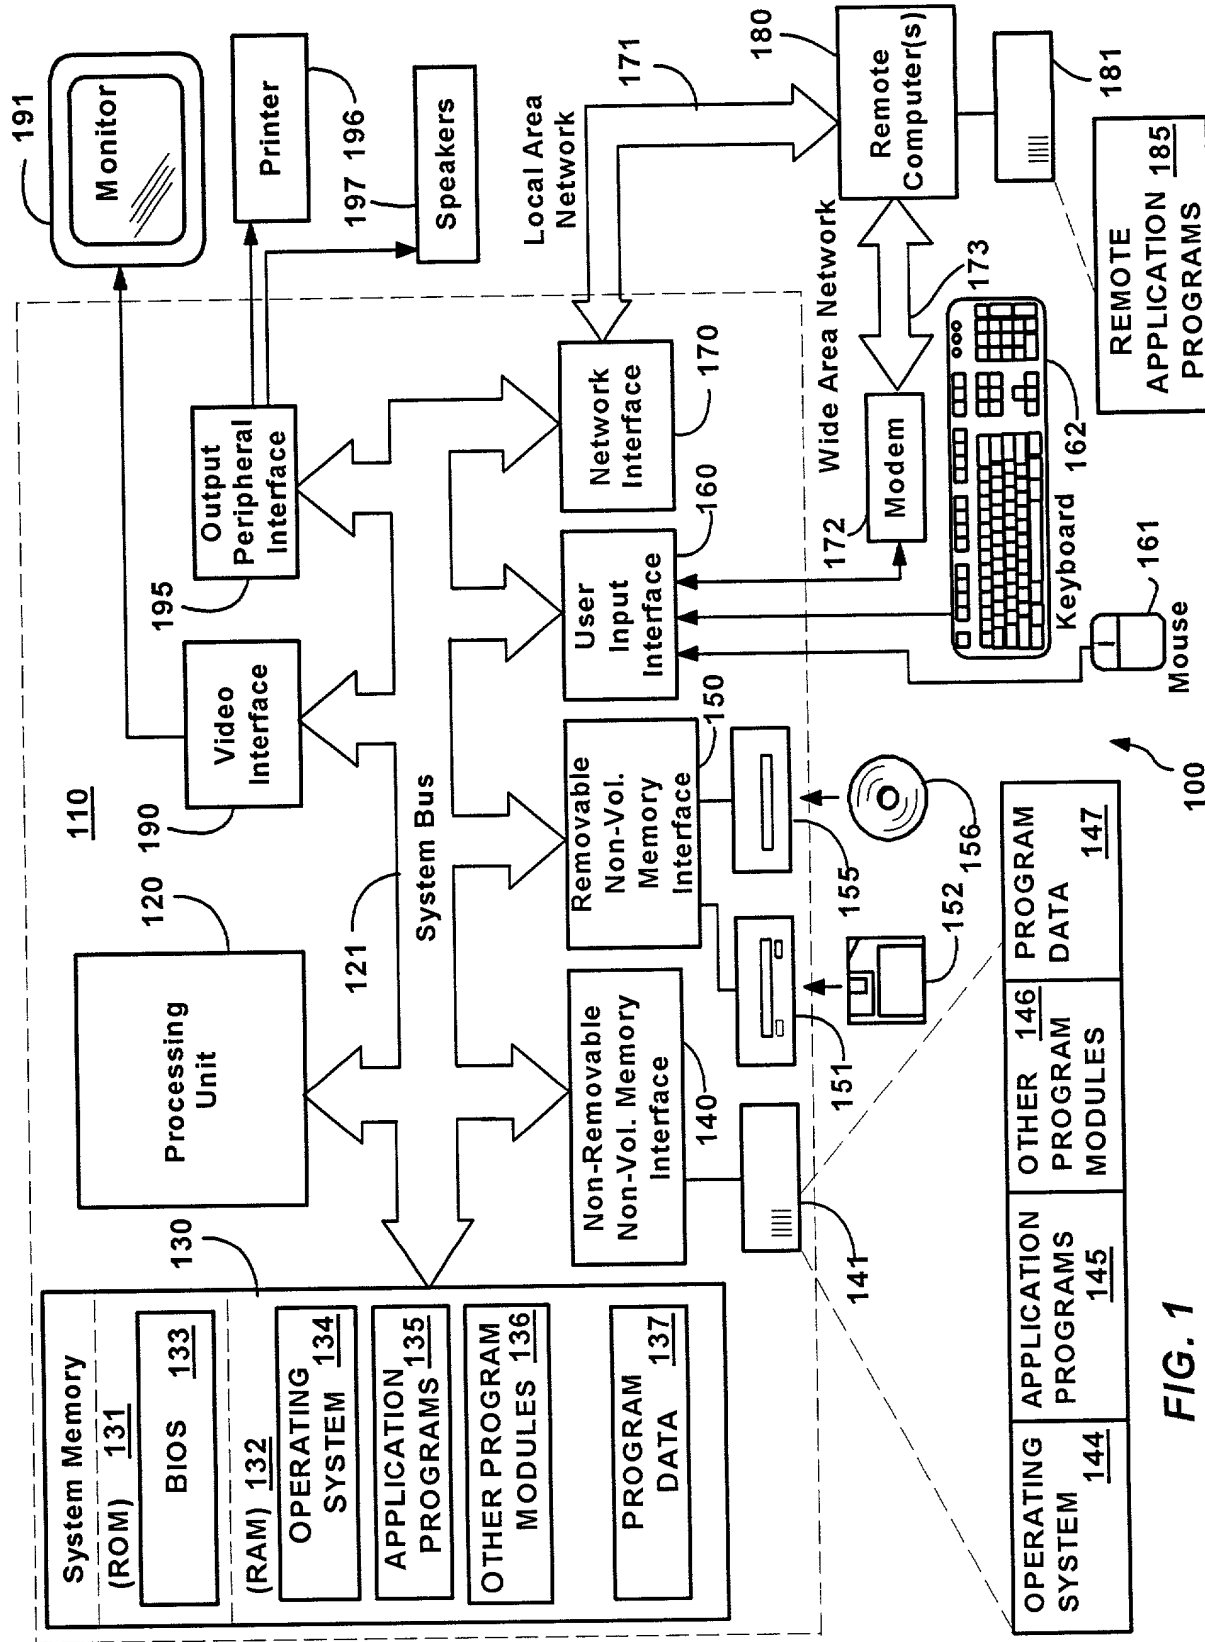 System Memory
(ROM) 131
BIOS 133
(RAM) 132
OPERATING
SYSTEM 134
APPLICATION
PROGRAMS 135
OTHER PROGRAM
MODULES 136
PROGRAM
DATA 137
130
Processing
Unit
120
110
121
System Bus
190
Video
Interface
195
Output
Peripheral
Interface
191
Monitor
Printer
196
197
Speakers
Non-Removable
Non-Vol. Memory
Interface
140
Removable
Non-Vol.
Memory
Interface
150
User
Input
Interface
160
Network
Interface
170
Local Area
Network
171
180
Remote
Computer(s)
181
Wide Area Network
173
172
Modem
141
151
152
155
156
Keyboard
162
161
Mouse
REMOTE
APPLICATION 185
PROGRAMS
OPERATING
SYSTEM
144
APPLICATION
PROGRAMS
145
OTHER 146
PROGRAM
MODULES
PROGRAM
DATA
147
100
FIG. 1